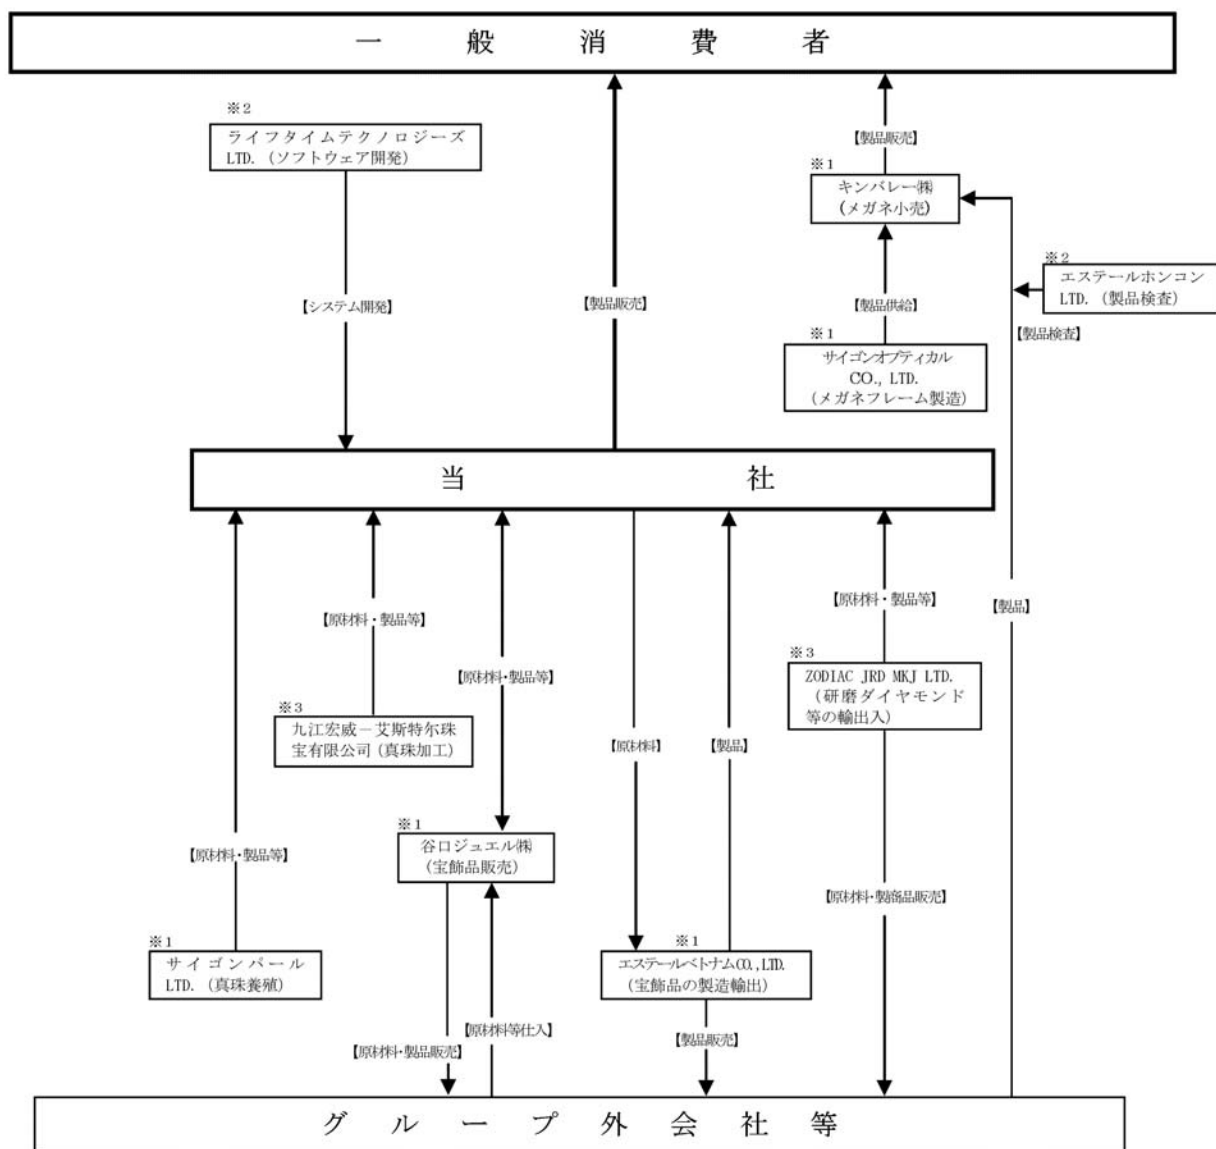 一般消費者
※2
ライフタイムテクノロジーズ
LTD.（ソフトウェア開発）
【製品販売】
※1
キンバレー㈱
(メガネ小売)
※2
エステールホンコン
LTD.（製品検査）
【システム開発】
【製品販売】
【製品供給】
【製品検査】
※1
サイゴンオプティカル
CO., LTD.
（メガネフレーム製造）
当社
【原材料・製品等】
【原材料・製品等】
【製品】
※3
ZODIAC JRD MKJ LTD.
（研磨ダイヤモンド
等の輸出入）
【原材料・製品等】
※3
九江宏威－艾斯特尔珠
宝有限公司（真珠加工）
【原材料】
【製品】
※1
谷口ジュエル㈱
（宝飾品販売）
【原材料・製品等】
【原材料・製商品販売】
※1
サイゴンパール
LTD.（真珠養殖）
※1
エステールベトナムCO.,LTD.
（宝飾品の製造輸出）
【原材料等仕入】
【原材料・製品販売】
【製品販売】
グループ外会社等